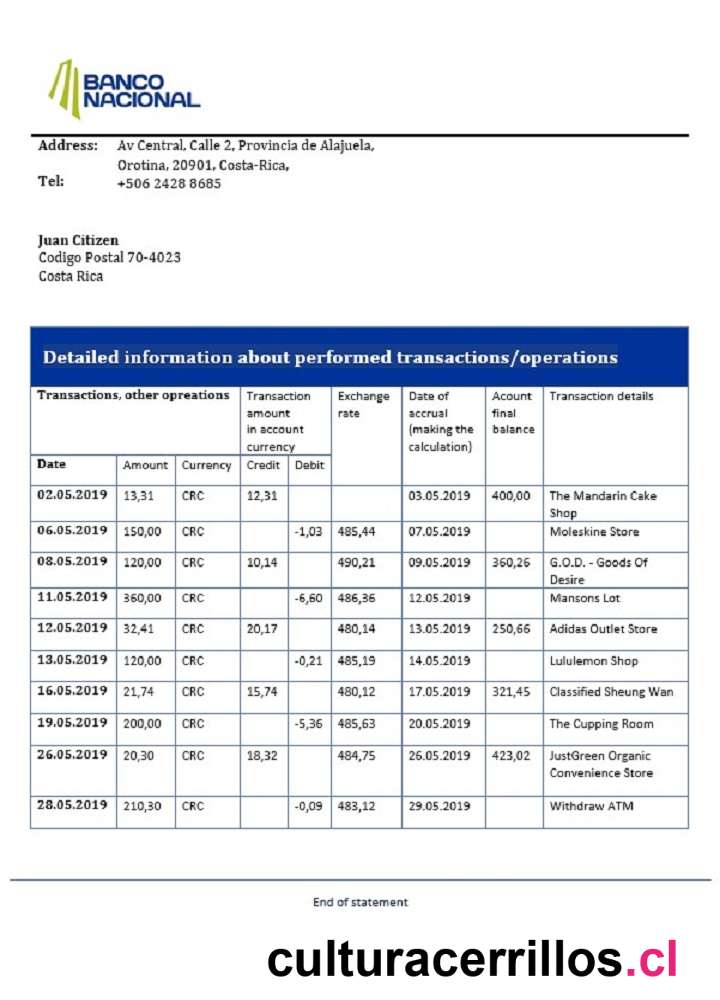 BANCO
NACIONAL
Address: Av Central, Calle 2, Provincia de Alajuela,
Orotina, 20901, Costa-Rica,
Tel: +506 2428 8685
Juan Citizen
Codigo Postal 70-4023
Costa Rica
Detailed information about performed transactions/operations
Transactions, other opreations Transaction Exchange Date of Acount Transaction details
amount rate accrual final
in account (making the balance
currency calculation)
Date Amount Currency Credit Debit
02.05.2019 13,31 CRC 12,31 03.05.2019 400,00 The Mandarin Cake
Shop
06.05.2019 150,00 CRC -1,03 485,44 07.05.2019 Moleskine Store
08.05.2019 120,00 CRC 10,14 490,21 09.05.2019 360,26 G.O.D. - Goods Of
Desire
11.05.2019 360,00 CRC -6,60 486,36 12.05.2019 Mansons Lot
12.05.2019 32,41 CRC 20,17 480,14 13.05.2019 250,66 Adidas Outlet Store
13.05.2019 120,00 CRC -0,21 485,19 14.05.2019 Lululemon Shop
16.05.2019 21,74 CRC 15,74 480,12 17.05.2019 321,45 Classified Sheung Wan
19.05.2019 200,00 CRC -5,36 485,63 20.05.2019 The Cupping Room
26.05.2019 20,30 CRC 18,32 484,75 26.05.2019 423,02 JustGreen Organic
Convenience Store
28.05.2019 210,30 CRC -0,09 483,12 29.05.2019 Withdraw ATM
End of statement
culturacerrillos.cl